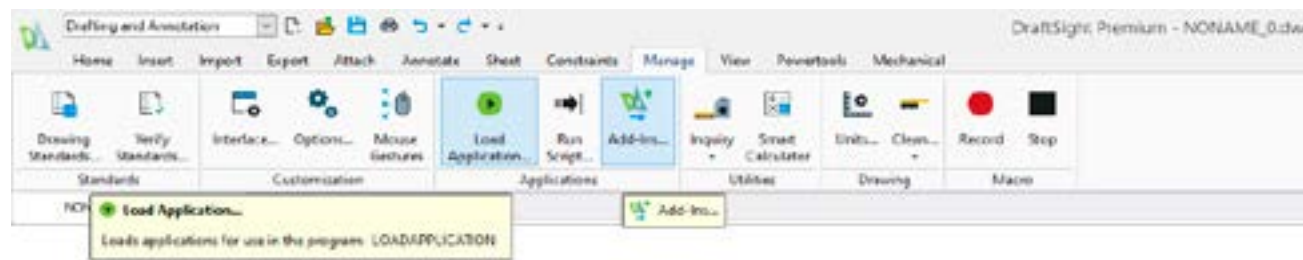 Drafting and Annotation
DraftSight Premium - NONAME_0.dw
Home Insert Import Export Attach Annotate Sheet Constraints Manage View Powertools Mechanical
Drawing Standards... Verify Standards... Interface... Options... Mouse Gestures Load Application... Run Script... Add-Ins... Inquiry Smart Calculator Units... Clean... Record Stop
Standards Customization Applications Utilities Drawing Macro
NON
Load Application...
Add-Ins...
Loads applications for use in the program: LOADAPPLICATION